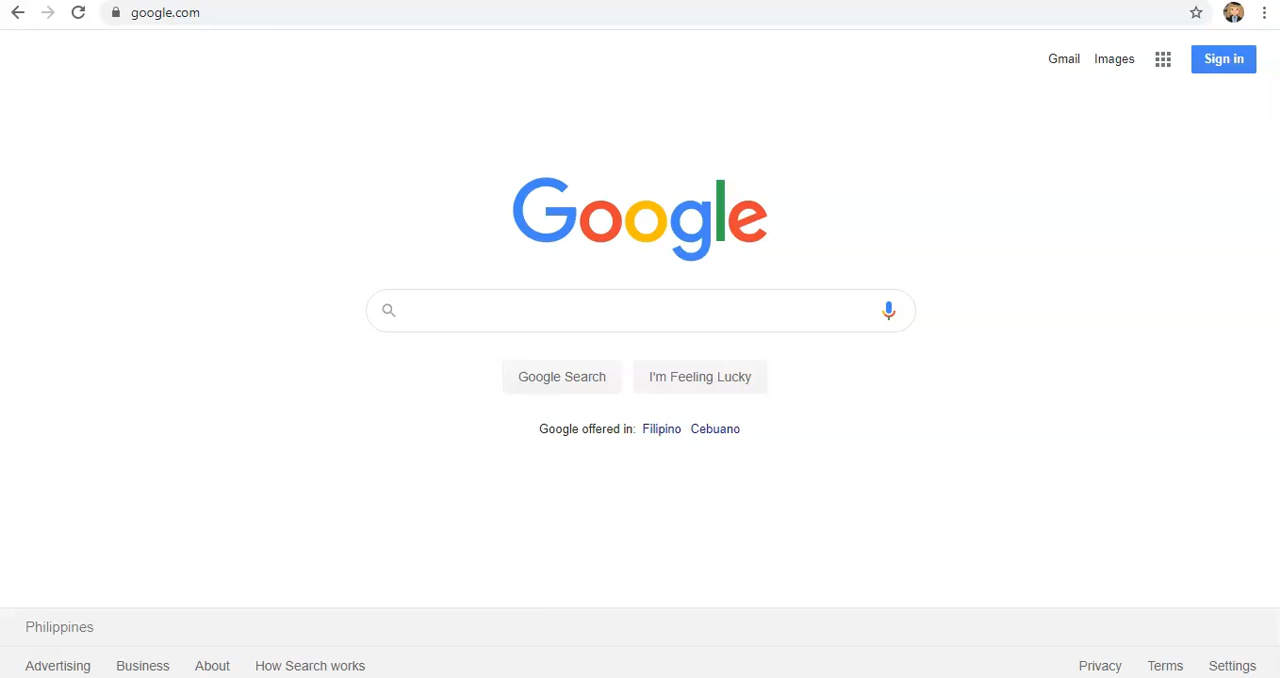 google.com
Gmail Images Sign in
Google
Google Search I'm Feeling Lucky
Google offered in: Filipino Cebuano
Philippines
Advertising Business About How Search works Privacy Terms Settings